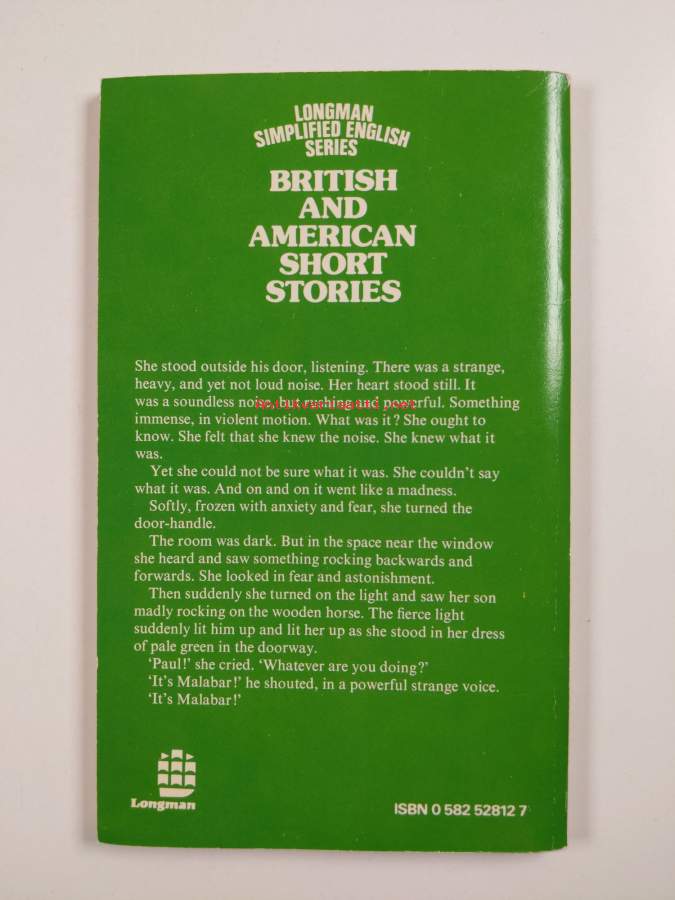 LONGMAN
SIMPLIFIED ENGLISH
SERIES
BRITISH
AND
AMERICAN
SHORT
STORIES
She stood outside his door, listening. There was a strange,
heavy, and yet not loud noise. Her heart stood still. It
was a soundless noise, but rushing and powerful. Something
immense, in violent motion. What was it? She ought to
know. She felt that she knew the noise. She knew what it
was.
Yet she could not be sure what it was. She couldn't say
what it was. And on and on it went like a madness.
Softly, frozen with anxiety and fear, she turned the
door-handle.
The room was dark. But in the space near the window
she heard and saw something rocking backwards and
forwards. She looked in fear and astonishment.
Then suddenly she turned on the light and saw her son
madly rocking on the wooden horse. The fierce light
suddenly lit him up and lit her up as she stood in her dress
of pale green in the doorway.
'Paul!' she cried. 'Whatever are you doing?'
'It's Malabar!' he shouted, in a powerful strange voice.
'It's Malabar!'
Longman
ISBN 0 582 52812 7